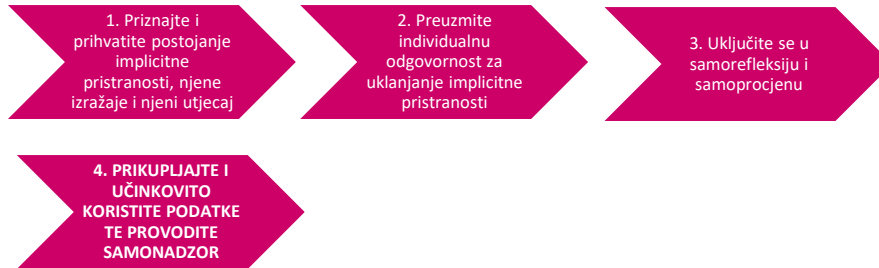 1. Priznajte i
prihvatite postojanje
implicitne
pristranosti, njene
izražaje i njeni utjecaj
2. Preuzmite
individualnu
odgovornost za
uklanjanje implicitne
pristranosti
3. Uključite se u
samorefleksiju i
samoprocjenu
4. PRIKUPLJAJTE I
UČINKOVITO
KORISTITE PODATKE
TE PROVODITE
SAMONADZOR